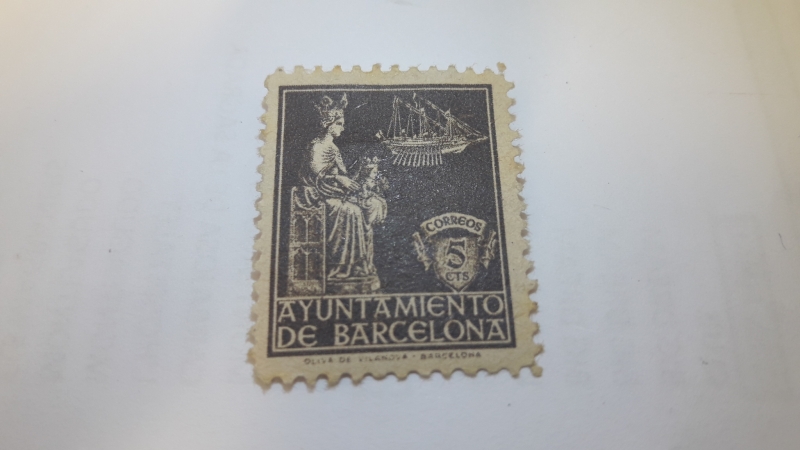 CORREOS
5
CTS
AYUNTAMIENTO
DE BARCELONA
OLIVA DE VILANOVA - BARCELONA